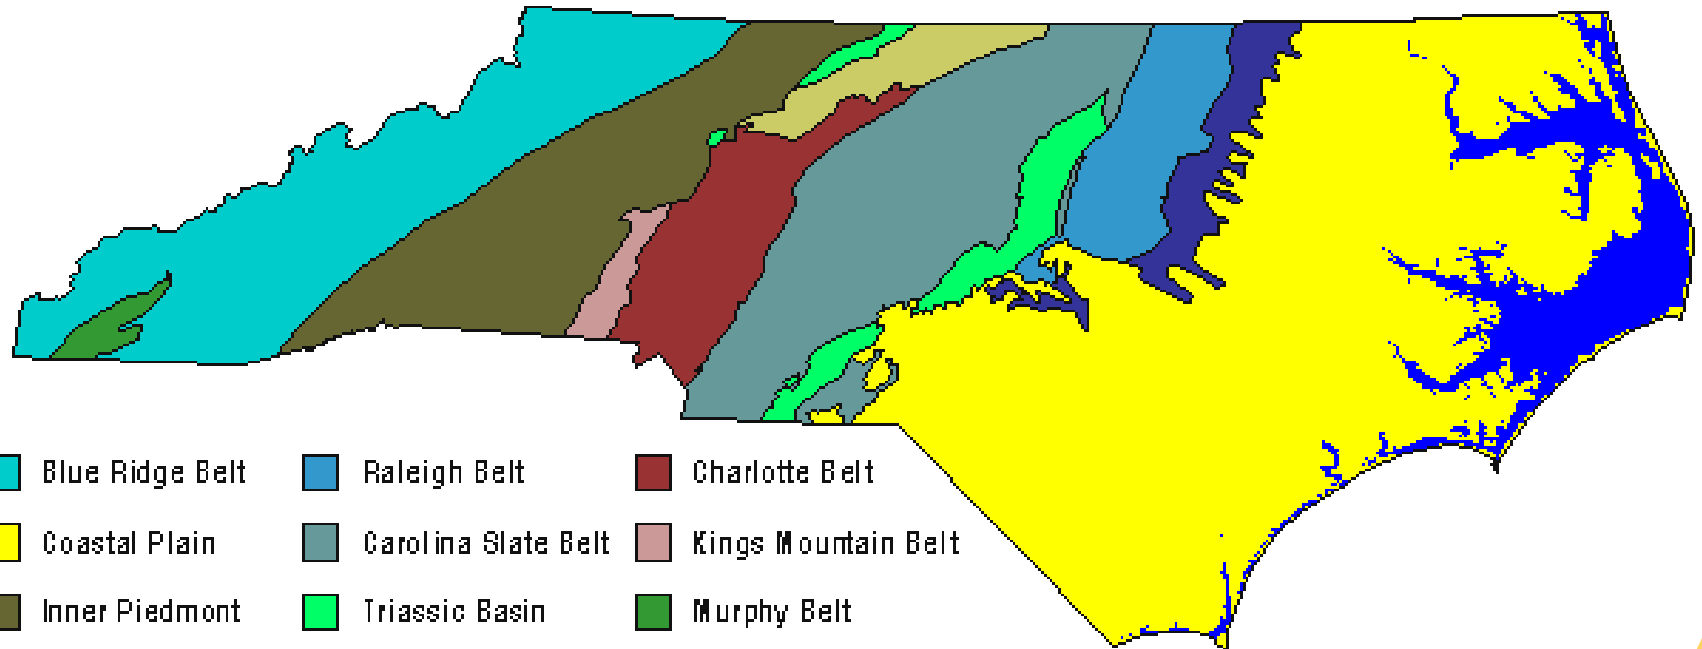 Blue Ridge Belt
Raleigh Belt
Charlotte Belt
Coastal Plain
Carolina Slate Belt
Kings Mountain Belt
Inner Piedmont
Triassic Basin
Murphy Belt